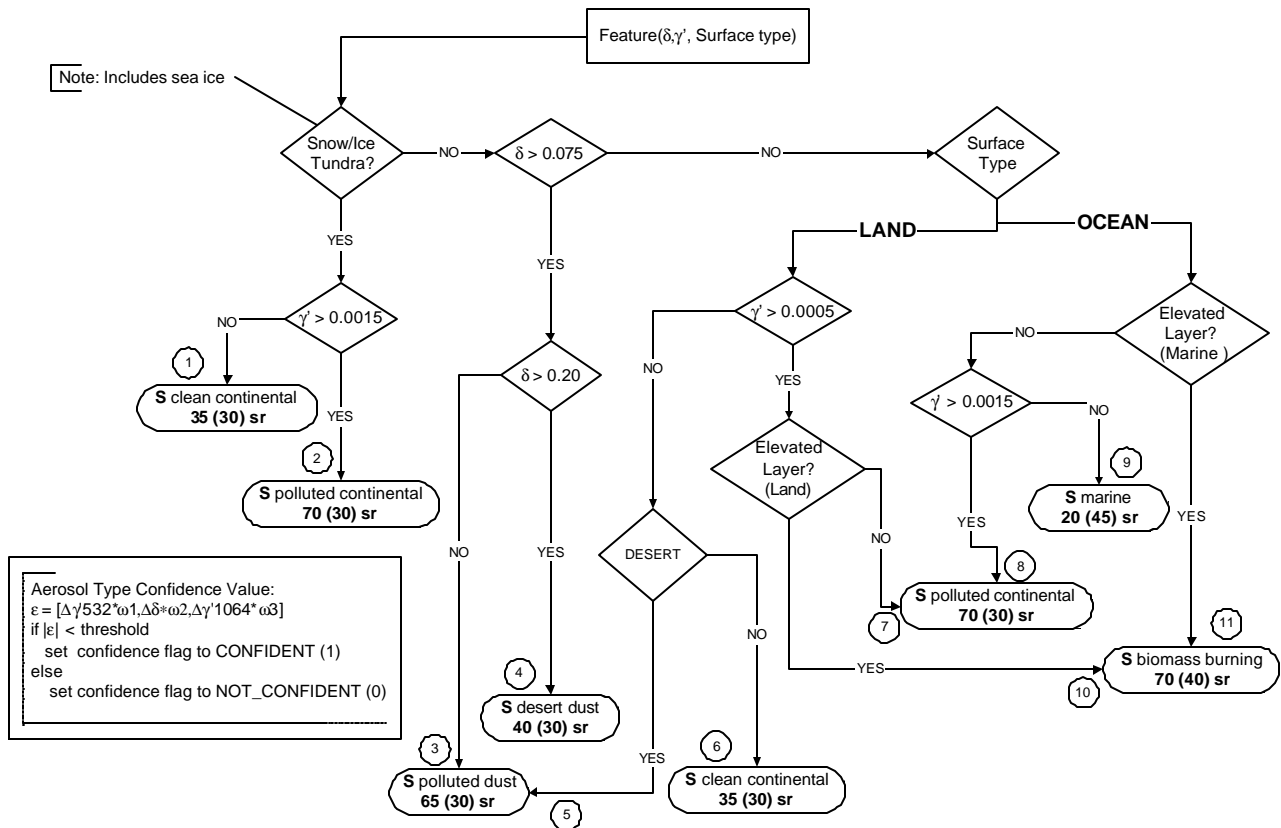 Feature(δ,γ', Surface type)
Note: Includes sea ice
Snow/Ice
Tundra?
NO
δ > 0.075
NO
Surface
Type
YES
YES
LAND
OCEAN
γ' > 0.0015
NO
1
S clean continental
35 (30) sr
YES
2
S polluted continental
70 (30) sr
δ > 0.20
NO
YES
4
S desert dust
40 (30) sr
3
S polluted dust
65 (30) sr
γ' > 0.0005
NO
YES
Elevated
Layer?
(Land)
NO
DESERT
YES
5
NO
6
S clean continental
35 (30) sr
7
YES
10
Elevated
Layer?
(Marine )
NO
γ' > 0.0015
NO
9
S marine
20 (45) sr
YES
8
S polluted continental
70 (30) sr
YES
11
S biomass burning
70 (40) sr
Aerosol Type Confidence Value:
ε = [Δγ'532*ω1,Δδ*ω2,Δγ'1064* ω3]
if |ε| < threshold
set confidence flag to CONFIDENT (1)
else
set confidence flag to NOT_CONFIDENT (0)